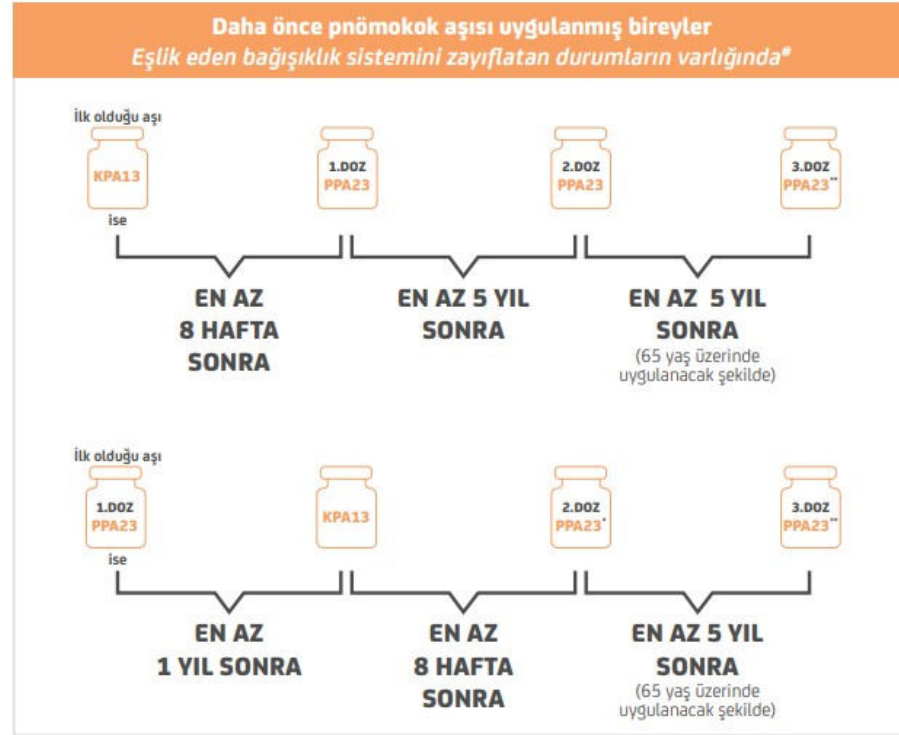 Daha önce pnömokok aşısı uygulanmış bireyler
Eşlik eden bağışıklık sistemini zayıflatan durumların varlığında#
İlk olduğu aşı
KPA13
ise
1.DOZ
PPA23
2.DOZ
PPA23
3.DOZ
PPA23**
EN AZ
8 HAFTA
SONRA
EN AZ 5 YIL
SONRA
EN AZ 5 YIL
SONRA
(65 yaş üzerinde
uygulanacak şekilde)
İlk olduğu aşı
1.DOZ
PPA23
ise
KPA13
2.DOZ
PPA23*
3.DOZ
PPA23**
EN AZ
1 YIL SONRA
EN AZ
8 HAFTA
SONRA
EN AZ 5 YIL
SONRA
(65 yaş üzerinde
uygulanacak şekilde)